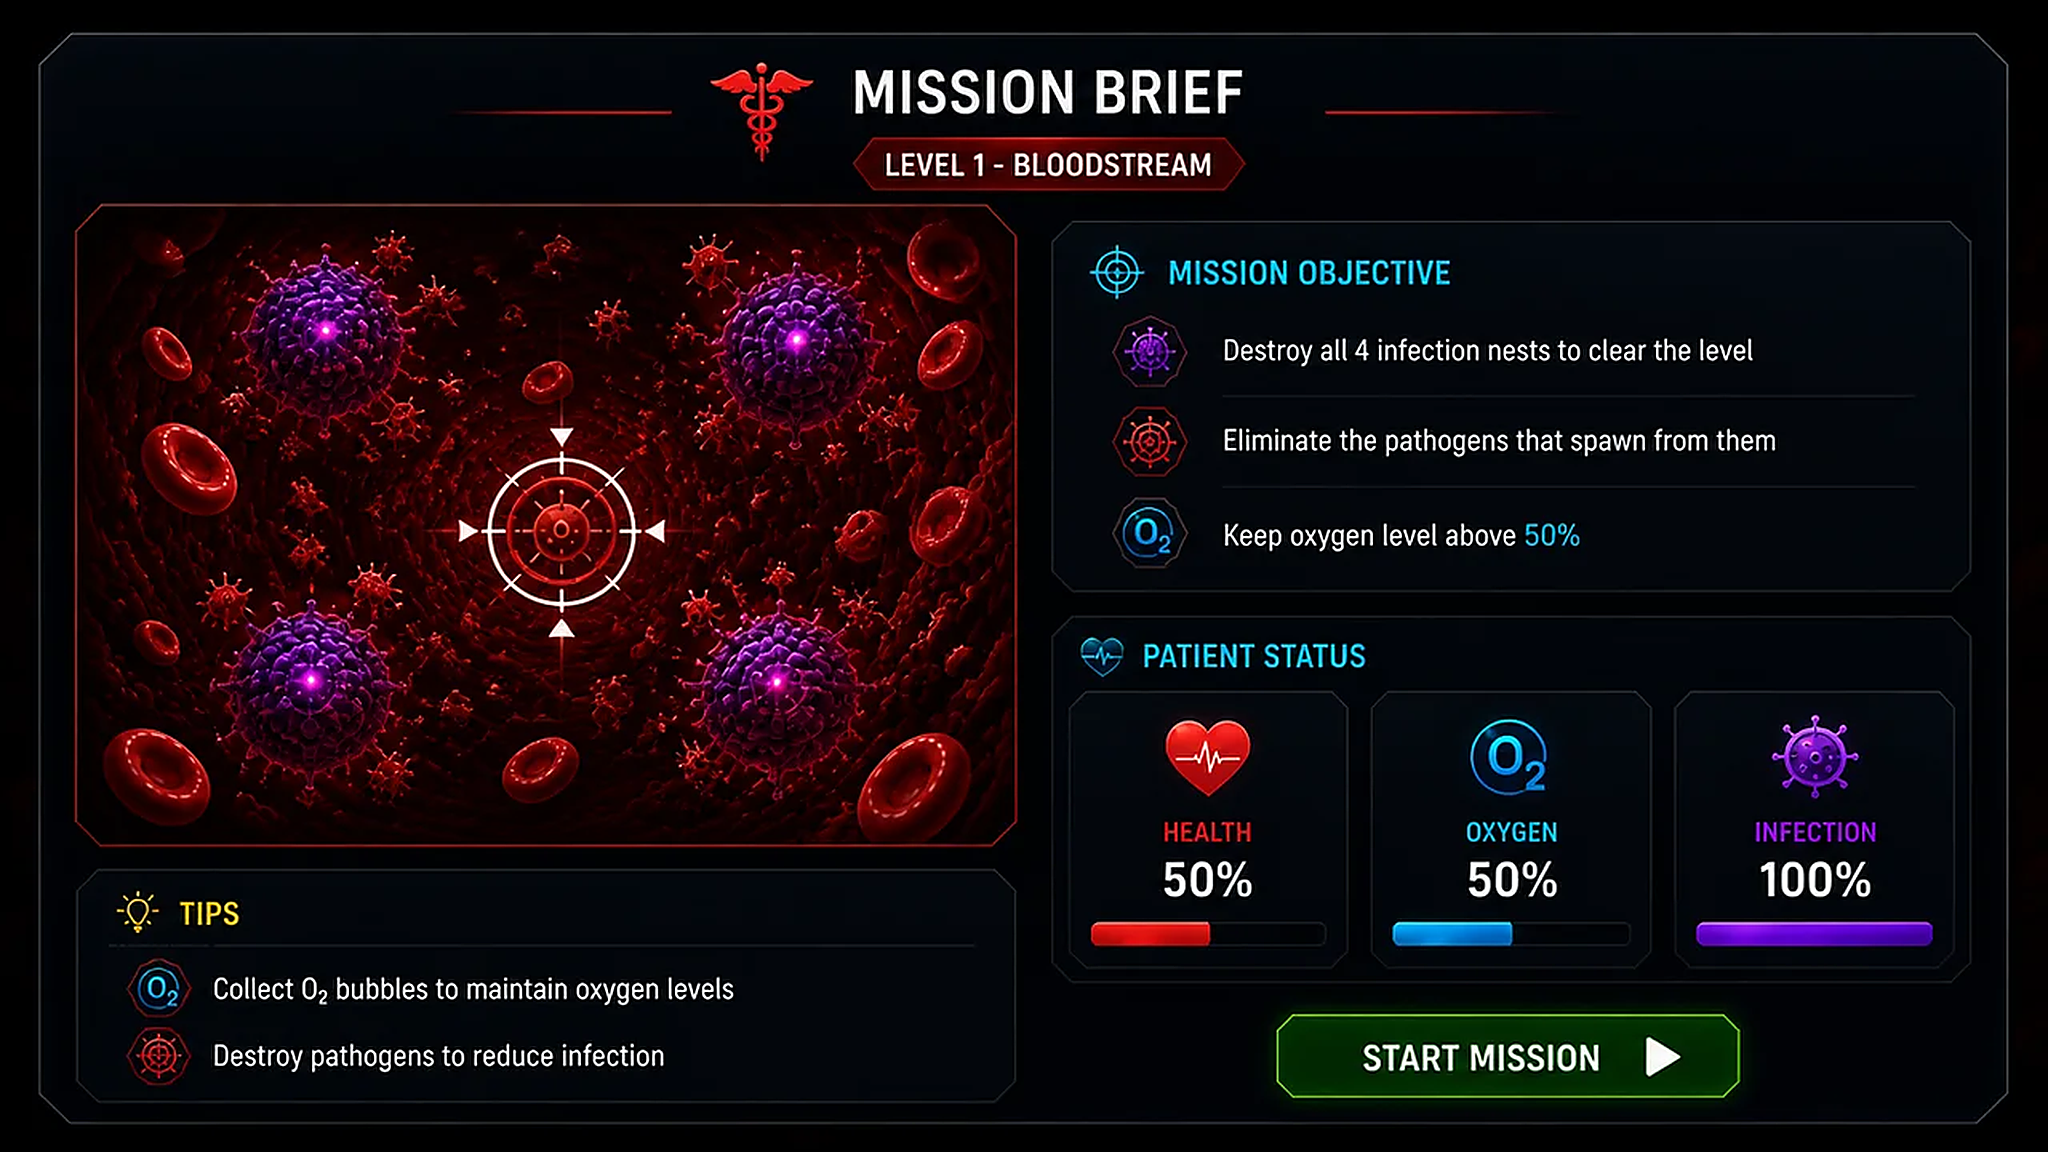 MISSION BRIEF
LEVEL 1 - BLOODSTREAM
MISSION OBJECTIVE
Destroy all 4 infection nests to clear the level
Eliminate the pathogens that spawn from them
O₂
Keep oxygen level above 50%
PATIENT STATUS
HEALTH
50%
O₂
OXYGEN
50%
INFECTION
100%
TIPS
O₂
Collect O₂ bubbles to maintain oxygen levels
Destroy pathogens to reduce infection
START MISSION